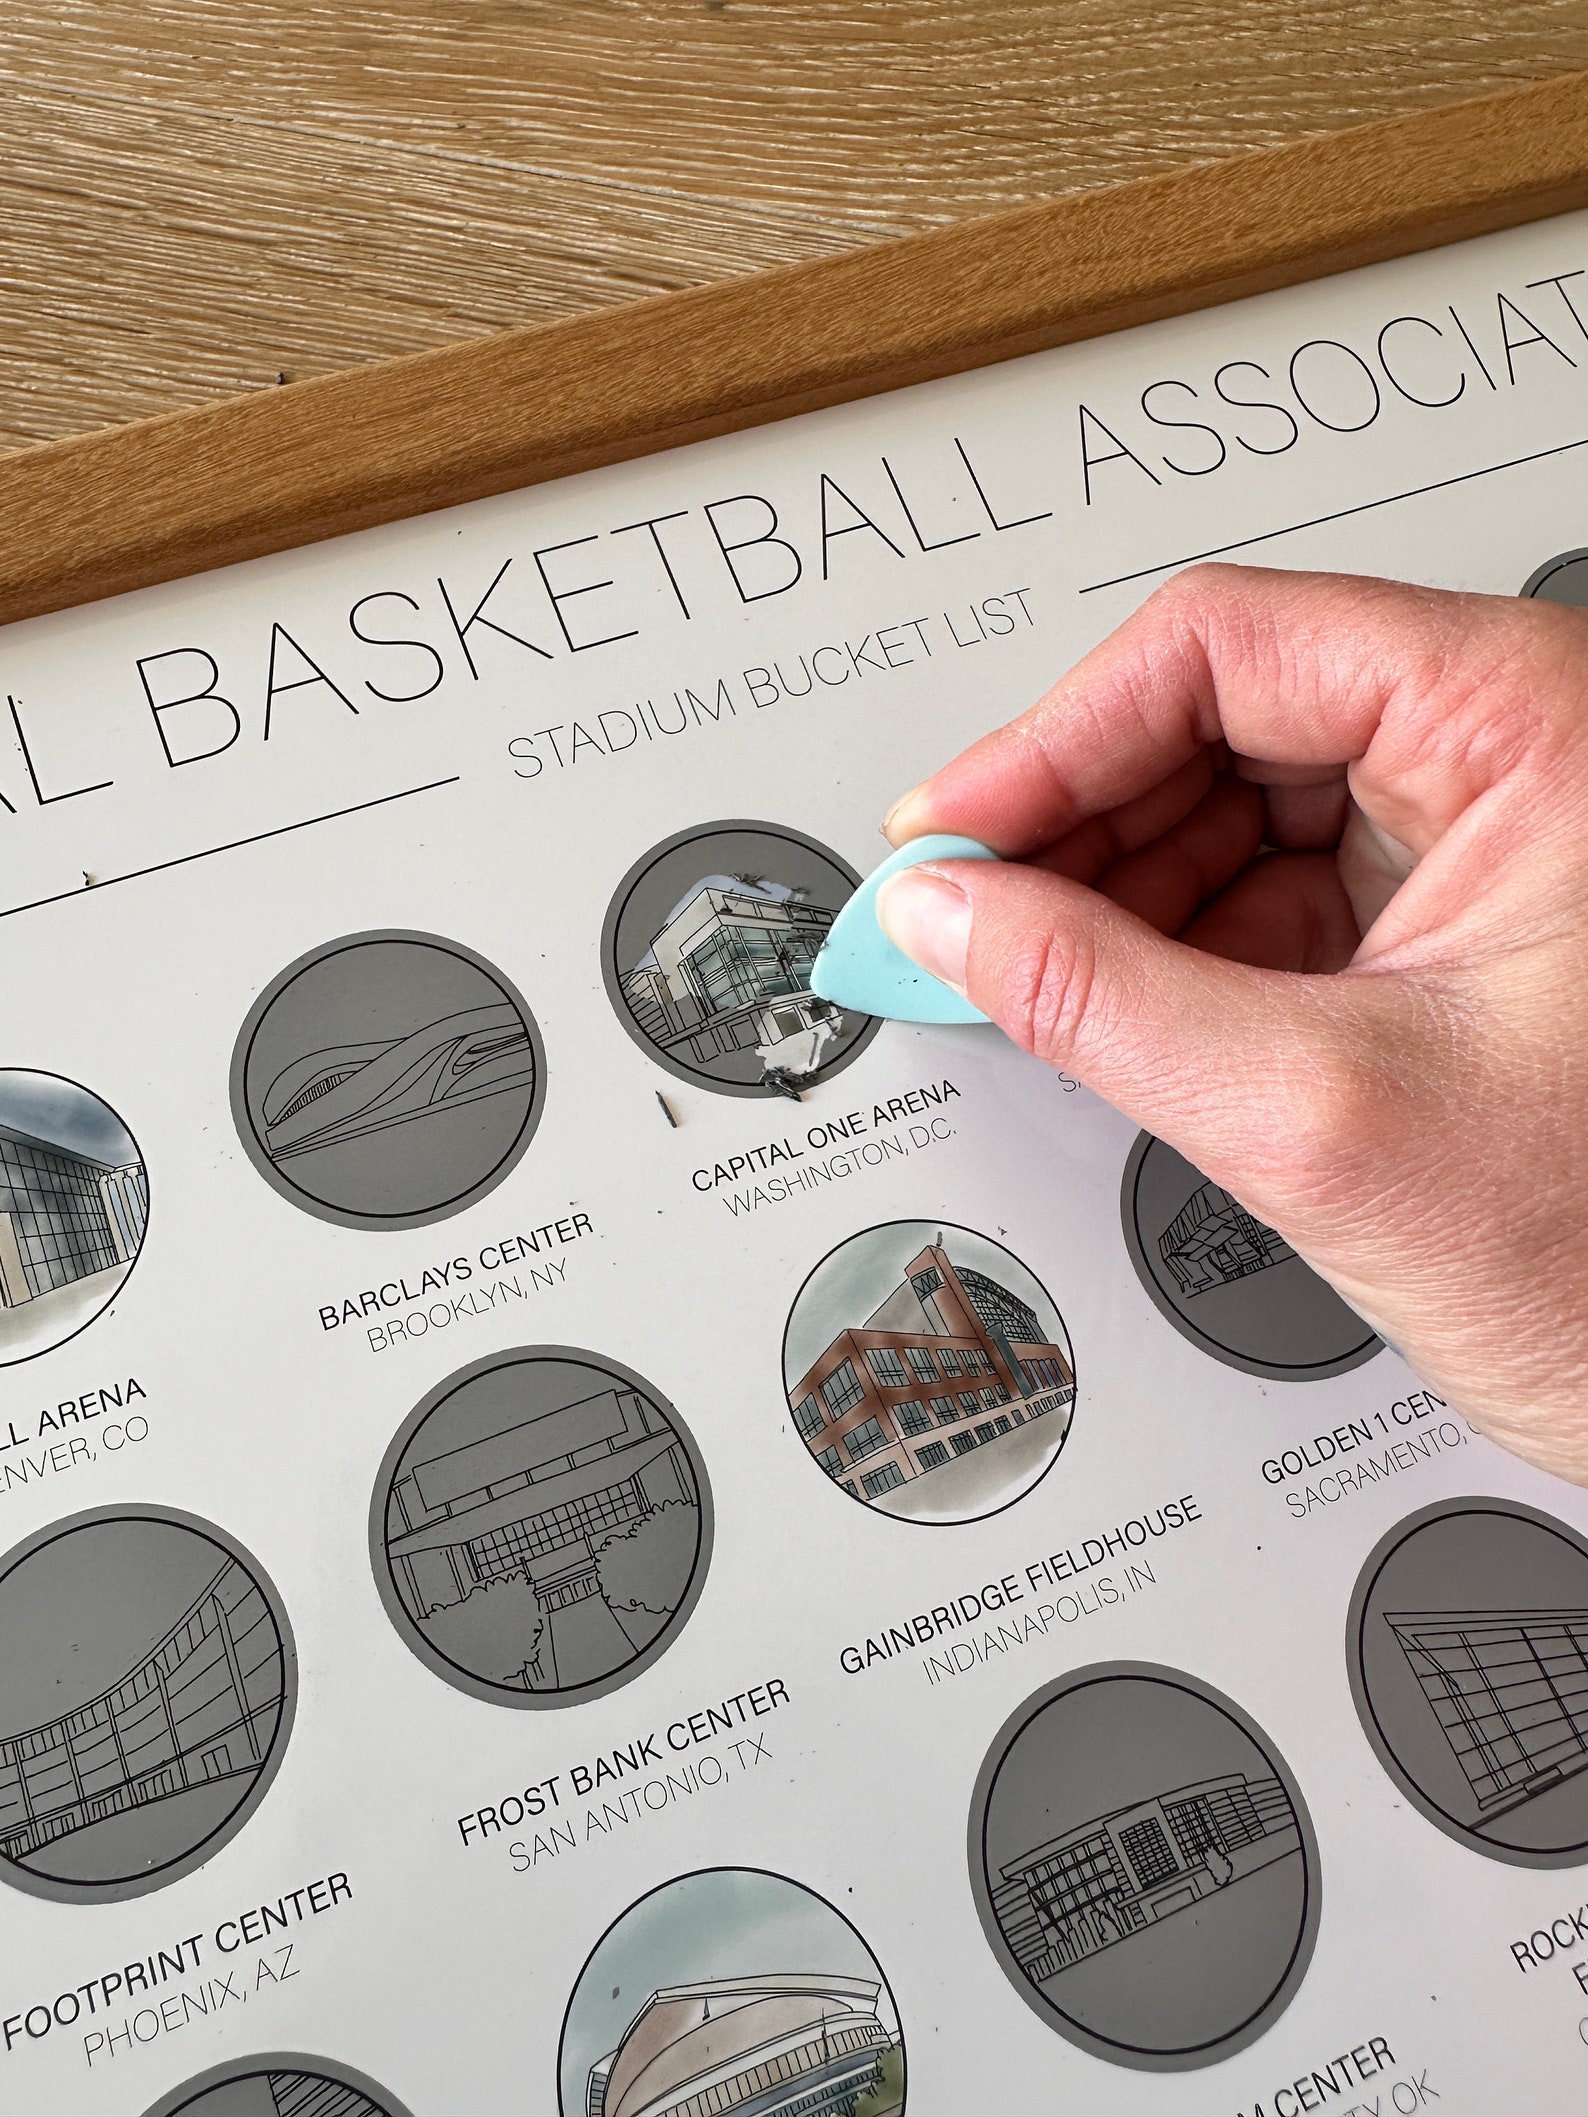 L BASKETBALL ASSOCIAT
STADIUM BUCKET LIST
CAPITAL ONE ARENA
WASHINGTON, D.C.
BARCLAYS CENTER
BROOKLYN, NY
LL ARENA
ENVER, CO
GOLDEN 1 CEN
SACRAMENTO,
GAINBRIDGE FIELDHOUSE
INDIANAPOLIS, IN
FROST BANK CENTER
SAN ANTONIO, TX
FOOTPRINT CENTER
PHOENIX, AZ
ROCK
CENTER
OK